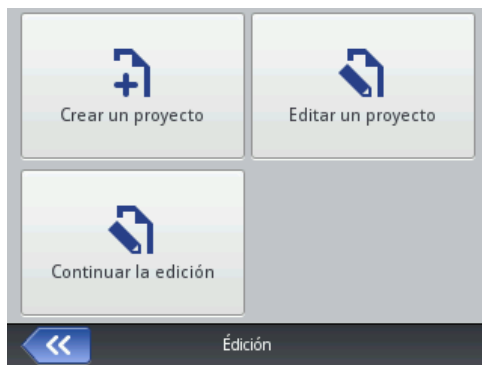 Crear un proyecto
Editar un proyecto
Continuar la edición
Édición